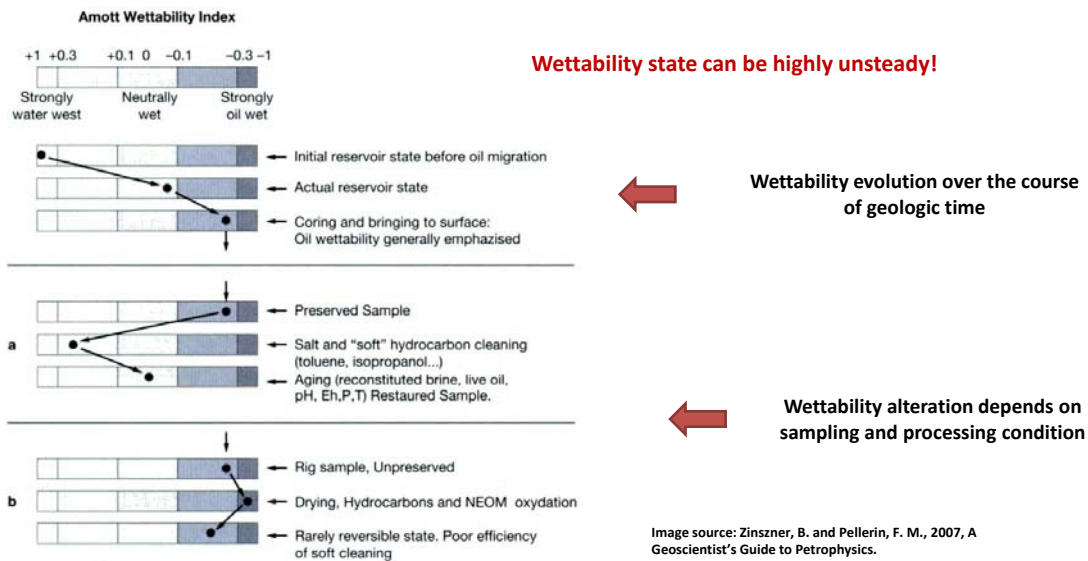 Amott Wettability Index
+1 +0.3 +0.1 0 −0.1 −0.3 −1
Strongly
water west
Neutrally
wet
Strongly
oil wet
Wettability state can be highly unsteady!
Initial reservoir state before oil migration
Actual reservoir state
Coring and bringing to surface:
Oil wettability generally emphazised
Wettability evolution over the course
of geologic time
a
Preserved Sample
Salt and “soft” hydrocarbon cleaning
(toluene, isopropanol...)
Aging (reconstituted brine, live oil,
pH, Eh,P,T) Restaured Sample.
Wettability alteration depends on
sampling and processing condition
b
Rig sample, Unpreserved
Drying, Hydrocarbons and NEOM oxydation
Rarely reversible state. Poor efficiency
of soft cleaning
Image source: Zinszner, B. and Pellerin, F. M., 2007, A
Geoscientist’s Guide to Petrophysics.